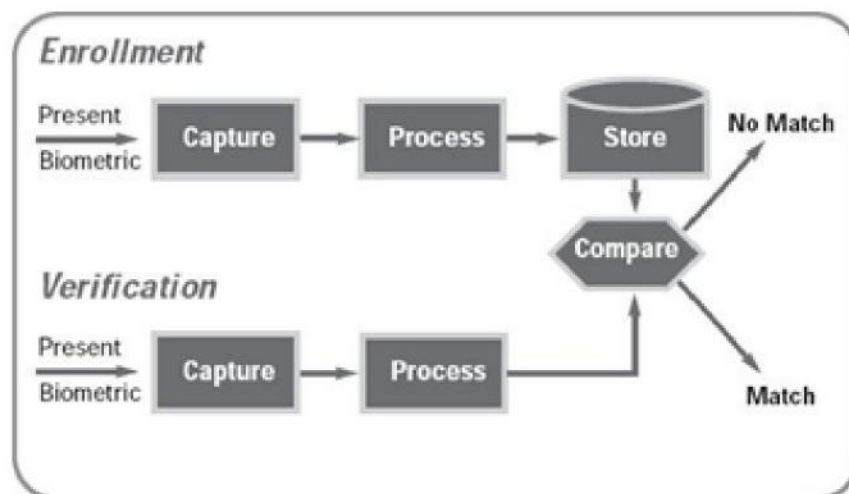 Enrollment
Present
Biometric
Capture
Process
Store
No Match
Compare
Verification
Present
Biometric
Capture
Process
Match